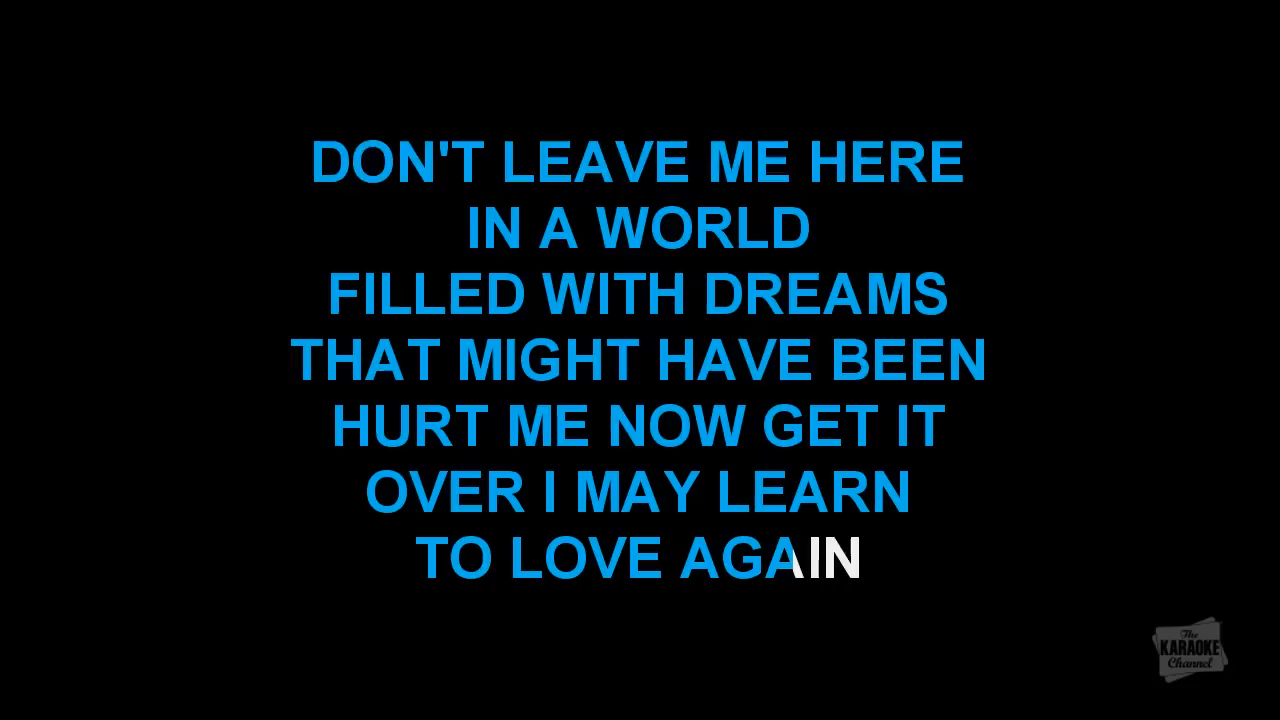 DON'T LEAVE ME HERE
IN A WORLD
FILLED WITH DREAMS
THAT MIGHT HAVE BEEN
HURT ME NOW GET IT
OVER I MAY LEARN
TO LOVE AGAIN
The
KARAOKE
Channel